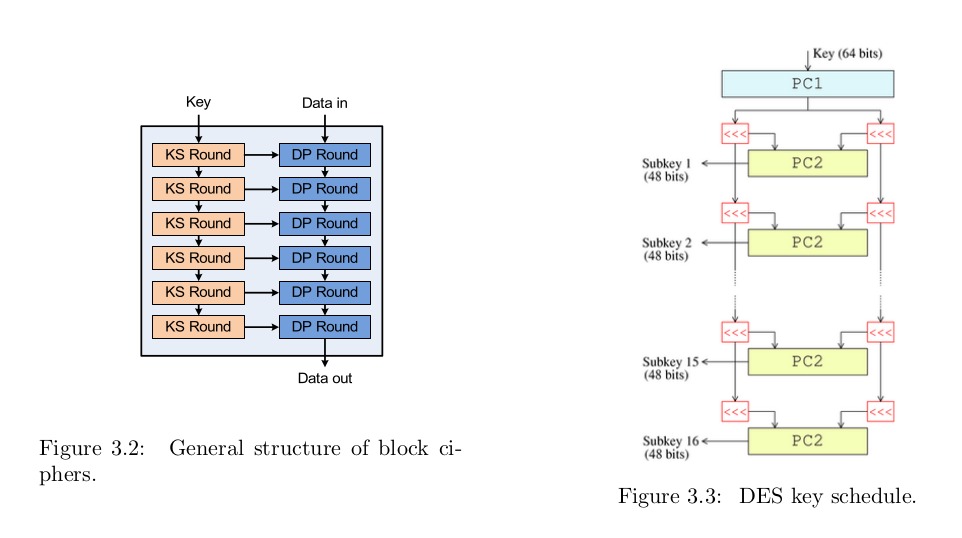 Key Data in
KS Round DP Round
KS Round DP Round
KS Round DP Round
KS Round DP Round
KS Round DP Round
KS Round DP Round
Data out
Figure 3.2: General structure of block ci-
phers.
Key (64 bits)
PC1
<<< <<<
Subkey 1 PC2
(48 bits)
<<< <<<
Subkey 2 PC2
(48 bits)
<<< <<<
Subkey 15 PC2
(48 bits)
<<< <<<
Subkey 16 PC2
(48 bits)
Figure 3.3: DES key schedule.